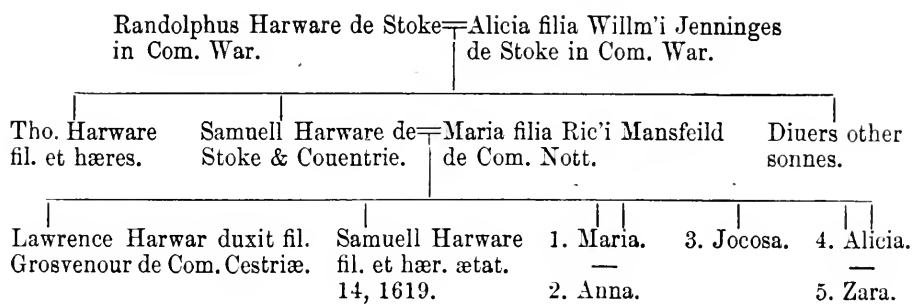 Randolphus Harware de Stoke=Alicia filia Willm'i Jenninges
in Com. War. de Stoke in Com. War.
Tho. Harware Samuell Harware de=Maria filia Ric'i Mansfeild Diuers other
fil. et hæres. Stoke & Couentrie. de Com. Nott. sonnes.
Lawrence Harwar duxit fil. Samuell Harware 1. Maria. 3. Jocosa. 4. Alicia.
Grosvenour de Com. Cestriæ. fil. et hær. ætat.
14, 1619. 2. Anna. 5. Zara.